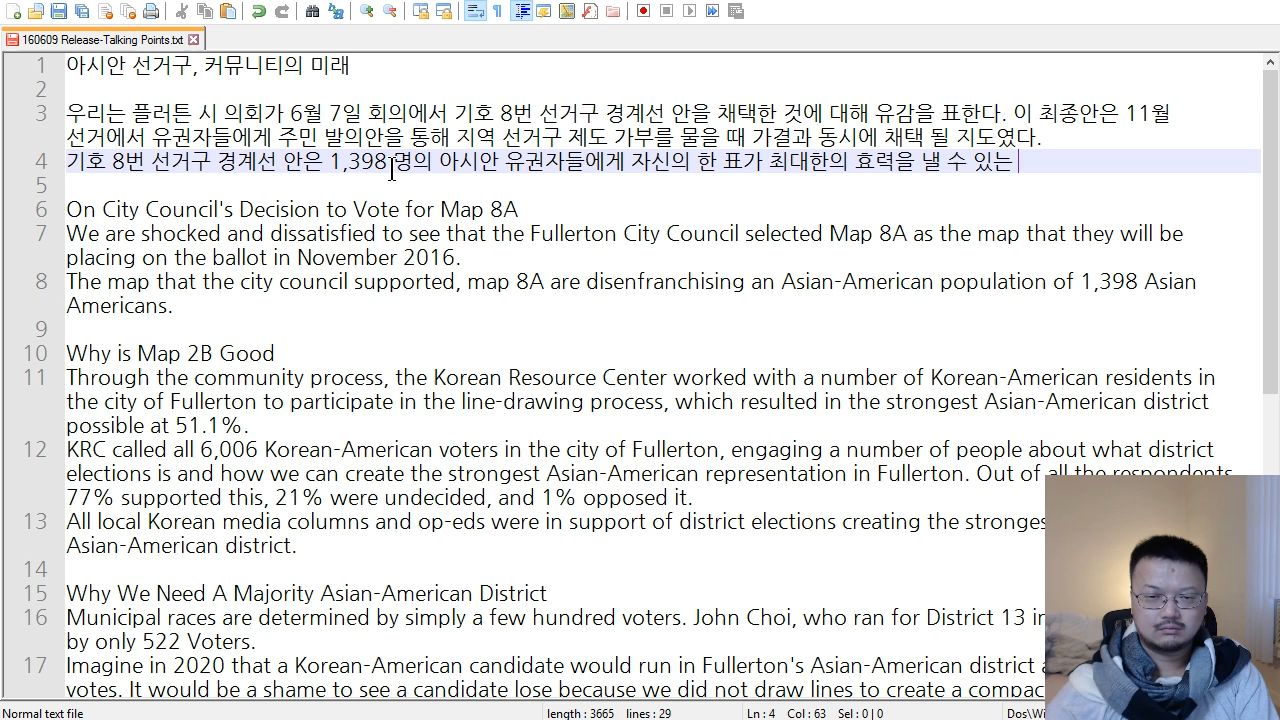 160609 Release-Talking Points.txt
1 아시안 선거구, 커뮤니티의 미래
2
3 우리는 플러튼 시 의회가 6월 7일 회의에서 기호 8번 선거구 경계선 안을 채택한 것에 대해 유감을 표한다. 이 최종안은 11월
선거에서 유권자들에게 주민 발의안을 통해 지역 선거구 제도 가부를 물을 때 가결과 동시에 채택 될 지도였다.
4 기호 8번 선거구 경계선 안은 1,398명의 아시안 유권자들에게 자신의 한 표가 최대한의 효력을 낼 수 있는
5
6 On City Council's Decision to Vote for Map 8A
7 We are shocked and dissatisfied to see that the Fullerton City Council selected Map 8A as the map that they will be
placing on the ballot in November 2016.
8 The map that the city council supported, map 8A are disenfranchising an Asian-American population of 1,398 Asian
Americans.
9
10 Why is Map 2B Good
11 Through the community process, the Korean Resource Center worked with a number of Korean-American residents in
the city of Fullerton to participate in the line-drawing process, which resulted in the strongest Asian-American district
possible at 51.1%.
12 KRC called all 6,006 Korean-American voters in the city of Fullerton, engaging a number of people about what district
elections is and how we can create the strongest Asian-American representation in Fullerton. Out of all the respondents
77% supported this, 21% were undecided, and 1% opposed it.
13 All local Korean media columns and op-eds were in support of district elections creating the
Asian-American district.
14
15 Why We Need A Majority Asian-American District
16 Municipal races are determined by simply a few hundred voters. John Choi, who ran for District 13
by only 522 Voters.
17 Imagine in 2020 that a Korean-American candidate would run in Fullerton's Asian-American district
votes. It would be a shame to see a candidate lose because we did not draw lines to create a
Normal text file length : 3665 lines : 29 Ln : 4 Col : 63 Sel : 0 | 0